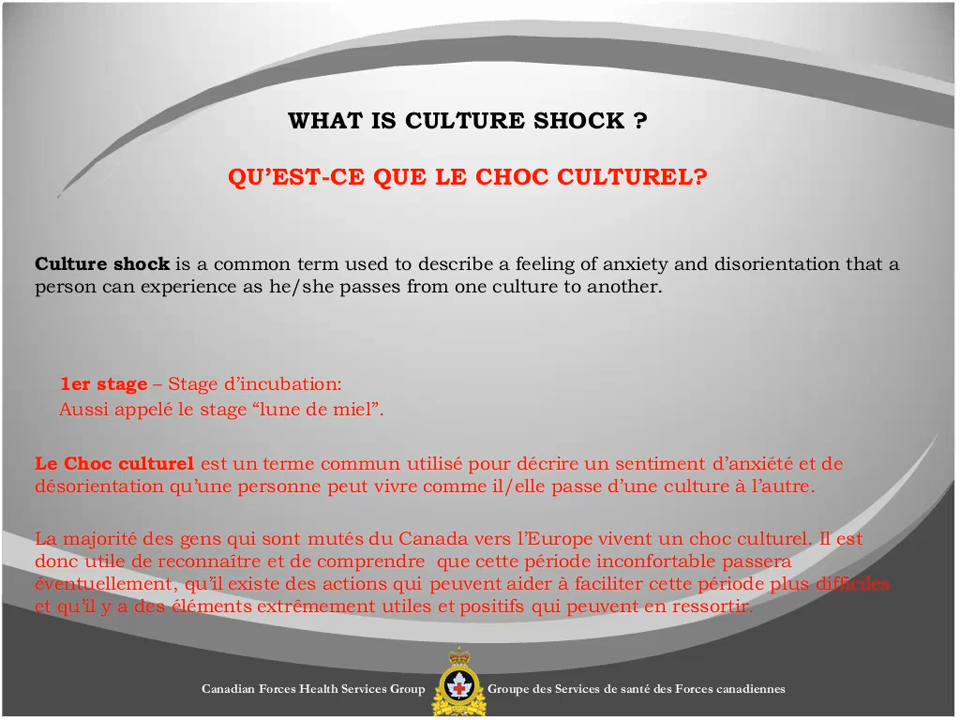 WHAT IS CULTURE SHOCK ?
QU’EST-CE QUE LE CHOC CULTUREL?
Culture shock is a common term used to describe a feeling of anxiety and disorientation that a
person can experience as he/she passes from one culture to another.
1er stage – Stage d’incubation:
Aussi appelé le stage “lune de miel”.
Le Choc culturel est un terme commun utilisé pour décrire un sentiment d’anxiété et de
désorientation qu’une personne peut vivre comme il/elle passe d’une culture à l’autre.
La majorité des gens qui sont mutés du Canada vers l’Europe vivent un choc culturel. Il est
donc utile de reconnaître et de comprendre que cette période inconfortable passera
éventuellement, qu’il existe des actions qui peuvent aider à faciliter cette période plus difficiles
et qu’il y a des éléments extrêmement utiles et positifs qui peuvent en ressortir.
Canadian Forces Health Services Group Groupe des Services de santé des Forces canadiennes